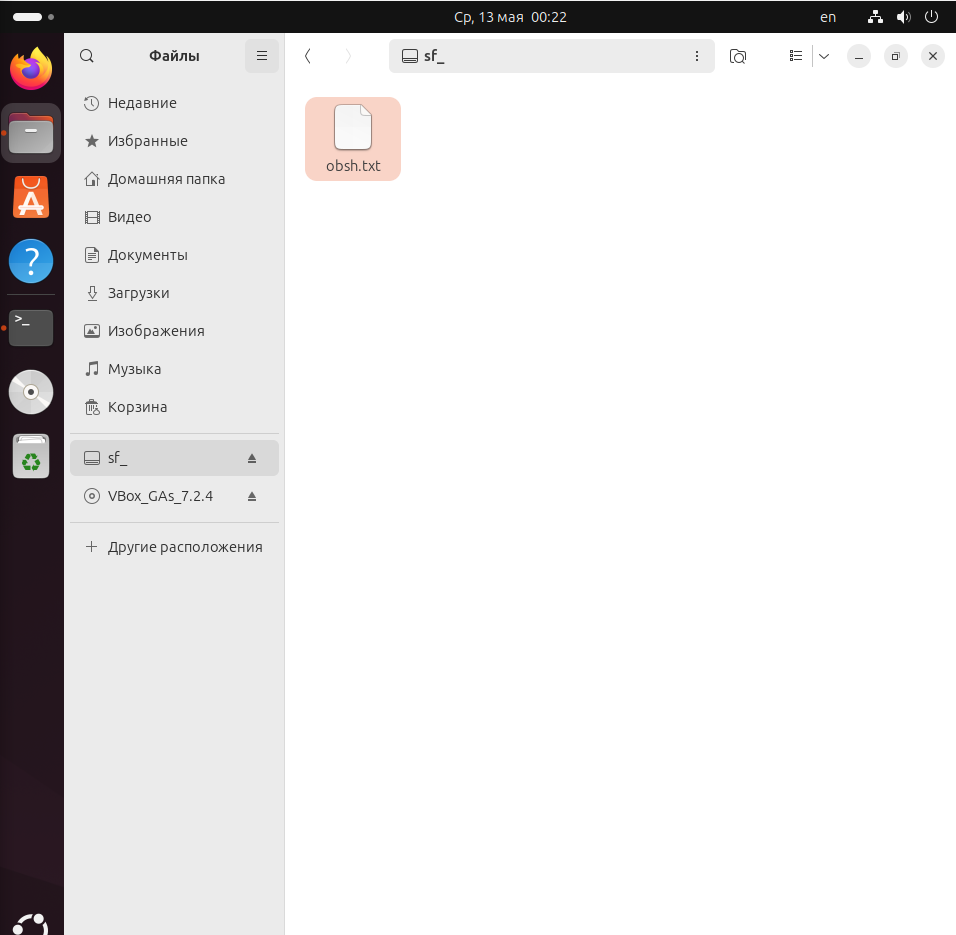 Ср, 13 мая 00:22
en
Файлы
sf_
Недавние
Избранные
Домашняя папка
Видео
Документы
Загрузки
Изображения
Музыка
Корзина
sf_
VBox_GAs_7.2.4
Другие расположения
obsh.txt